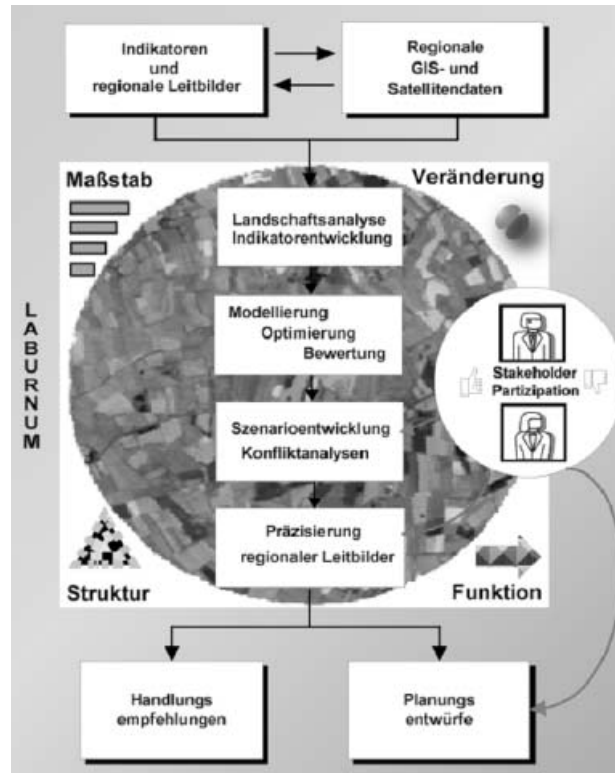 Indikatoren
und
regionale Leitbilder
Regionale
GIS- und
Satellitendaten
Maßstab
Veränderung
Landschaftsanalyse
Indikatorentwicklung
LABURNUM
Modellierung
Optimierung
Bewertung
Stakeholder
Partizipation
Szenarioentwicklung
Konfliktanalysen
Präzisierung
regionaler Leitbilder
Struktur
Funktion
Handlungs
empfehlungen
Planungs
entwürfe